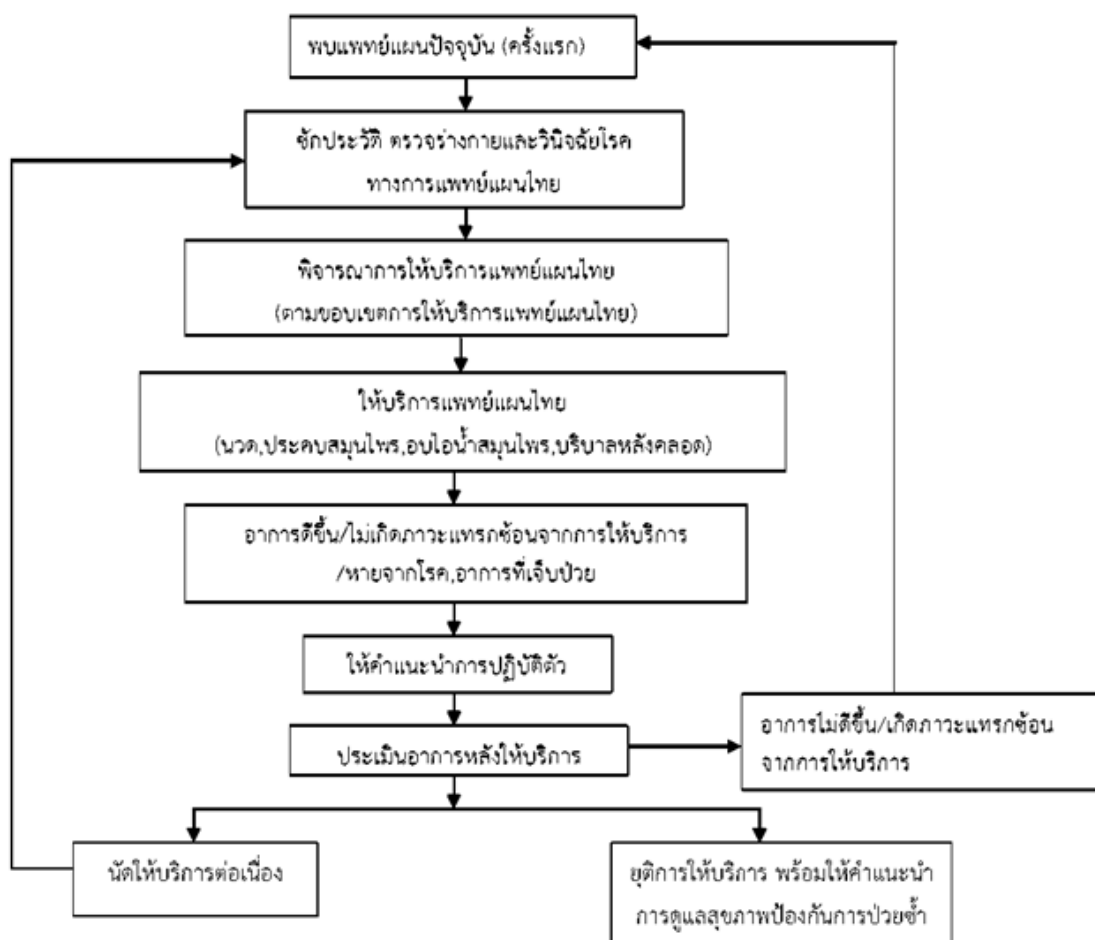 พบแพทย์แผนปัจจุบัน (ครั้งแรก)
ซักประวัติ ตรวจร่างกายและวินิจฉัยโรค
ทางการแพทย์แผนไทย
พิจารณาการให้บริการแพทย์แผนไทย
(ตามขอบเขตการให้บริการแพทย์แผนไทย)
ให้บริการแพทย์แผนไทย
(นวด,ประคบสมุนไพร,อบไอน้ำสมุนไพร,บริบาลหลังคลอด)
อาการดีขึ้น/ไม่เกิดภาวะแทรกซ้อนจากการให้บริการ
/หายจากโรค,อาการที่เจ็บป่วย
ให้คำแนะนำการปฏิบัติตัว
ประเมินอาการหลังให้บริการ
อาการไม่ดีขึ้น/เกิดภาวะแทรกซ้อน
จากการให้บริการ
นัดให้บริการต่อเนื่อง
ยุติการให้บริการ พร้อมให้คำแนะนำ
การดูแลสุขภาพป้องกันการป่วยซ้ำ